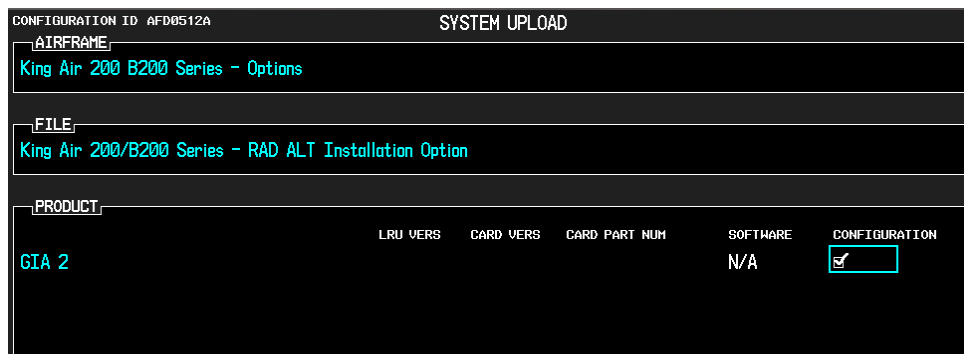 CONFIGURATION ID AFD0512A SYSTEM UPLOAD
AIRFRAME
King Air 200 B200 Series - Options
FILE
King Air 200/B200 Series - RAD ALT Installation Option
PRODUCT
LRU VERS CARD VERS CARD PART NUM SOFTWARE CONFIGURATION
GIA 2 N/A